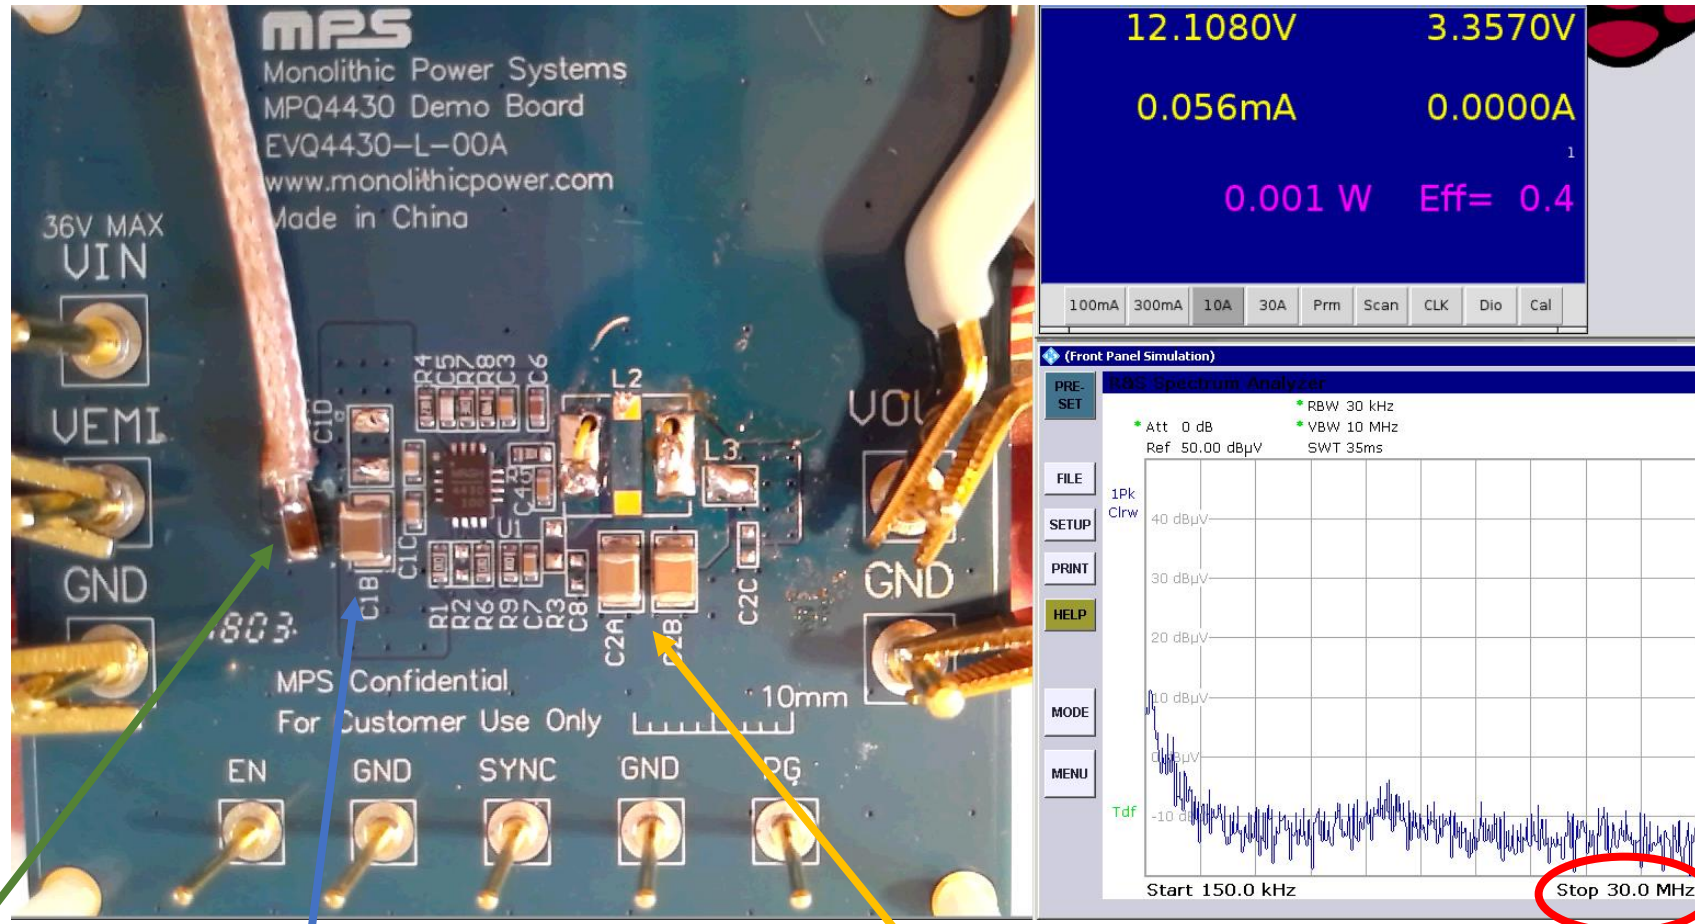 mps
Monolithic Power Systems
MPQ4430 Demo Board
EVQ4430-L-00A
www.monolithicpower.com
Made in China
36V MAX
VIN
VEMI
GND
R4
C5
R7
R8
C3
C6
L2
L3
GND
C1B
C1C
R1
R2
R6
R9
C7
R3
C8
C2A
C2B
C2C
1803
MPS Confidential
For Customer Use Only
10mm
EN
GND
SYNC
GND
PG
12.1080V 3.3570V
0.056mA 0.0000A
1
0.001 W Eff= 0.4
100mA 300mA 10A 30A Prm Scan CLK Dio Cal
(Front Panel Simulation)
PRE-
SET
FILE
SETUP
PRINT
HELP
MODE
MENU
R&S Spectrum Analyzer
* RBW 30 kHz
* Att 0 dB * VBW 10 MHz
Ref 50.00 dBµV SWT 35ms
1Pk
Clrw
40 dBµV
30 dBµV
20 dBµV
10 dBµV
0 dBµV
Tdf
-10
Start 150.0 kHz Stop 30.0 MHz